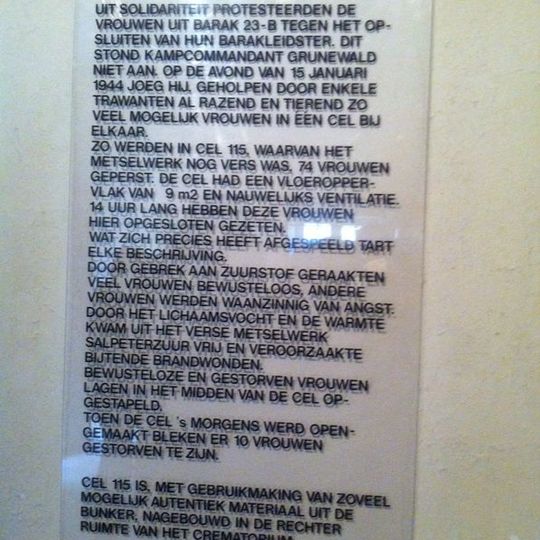 UIT SOLIDARITEIT PROTESTEERDEN DE
VROUWEN UIT BARAK 23-B TEGEN HET OP-
SLUITEN VAN HUN BARAKLEIDSTER. DIT
STOND KAMPCOMMANDANT GRUNEWALD
NIET AAN. OP DE AVOND VAN 15 JANUARI
1944 JOEG HIJ, GEHOLPEN DOOR ENKELE
TRAWANTEN AL RAZEND EN TIEREND ZO
VEEL MOGELIJK VROUWEN IN EEN CEL BIJ
ELKAAR.
ZO WERDEN IN CEL 115, WAARVAN HET
METSELWERK NOG VERS WAS, 74 VROUWEN
GEPERST. DE CEL HAD EEN VLOEROPPER-
VLAK VAN 9 m2 EN NAUWELIJKS VENTILATIE.
14 UUR LANG HEBBEN DEZE VROUWEN
HIER OPGESLOTEN GEZETEN.
WAT ZICH PRECIES HEEFT AFGESPEELD TART
ELKE BESCHRIJVING.
DOOR GEBREK AAN ZUURSTOF GERAAKTEN
VEEL VROUWEN BEWUSTELOOS, ANDERE
VROUWEN WERDEN WAANZINNIG VAN ANGST.
DOOR HET LICHAAMSVOCHT EN DE WARMTE
KWAM UIT HET VERSE METSELWERK
SALPETERZUUR VRIJ EN VEROORZAAKTE
BIJTENDE BRANDWONDEN.
BEWUSTELOZE EN GESTORVEN VROUWEN
LAGEN IN HET MIDDEN VAN DE CEL OP-
GESTAPELD.
TOEN DE CEL 's MORGENS WERD OPEN-
GEMAAKT BLEKEN ER 10 VROUWEN
GESTORVEN TE ZIJN.
CEL 115 IS, MET GEBRUIKMAKING VAN ZOVEEL
MOGELIJK AUTENTIEK MATERIAAL UIT DE
BUNKER, NAGEBOUWD IN DE RECHTER
RUIMTE VAN HET CREMATORIUM